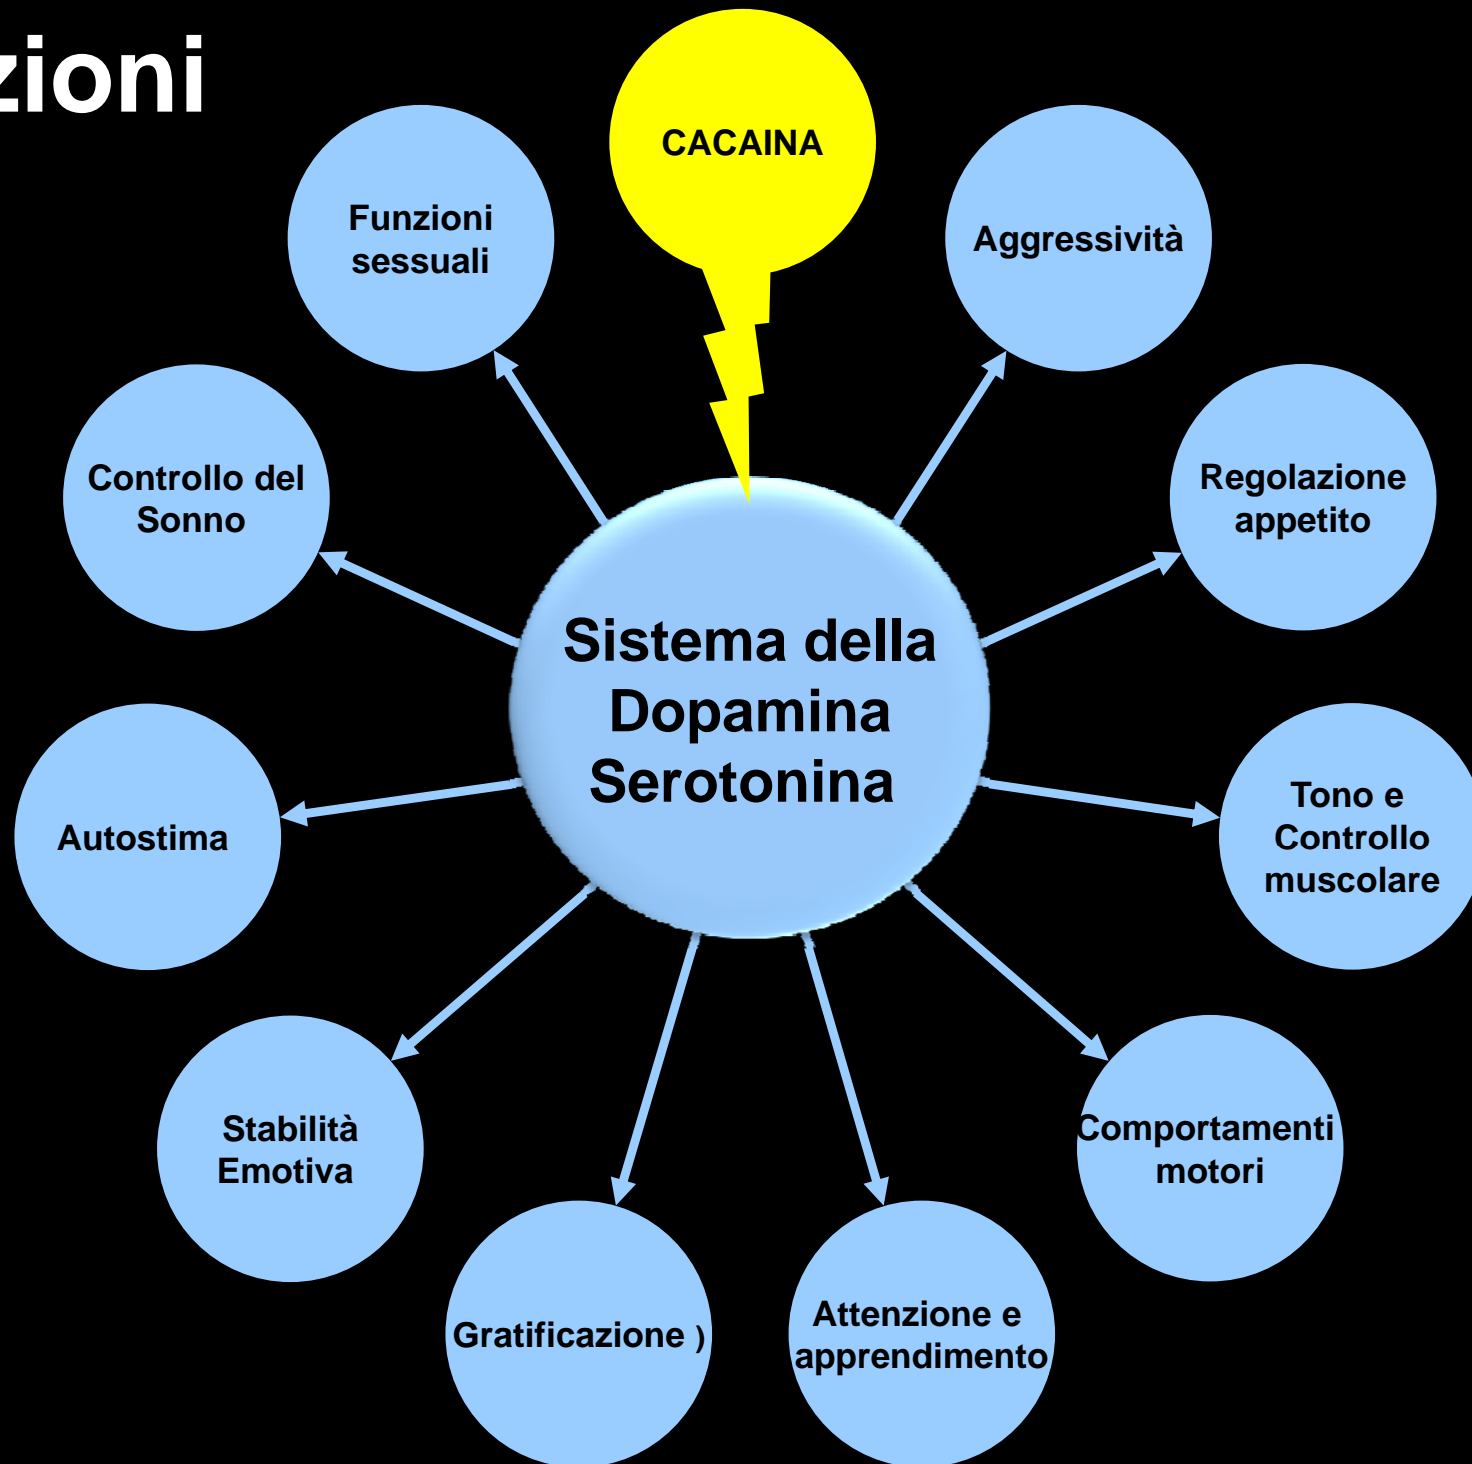 zioni
CACAINA
Funzioni
sessuali
Aggressività
Controllo del
Sonno
Regolazione
appetito
Sistema della
Dopamina
Serotonina
Autostima
Tono e
Controllo
muscolare
Stabilità
Emotiva
Comportamenti
motori
Gratificazione )
Attenzione e
apprendimento